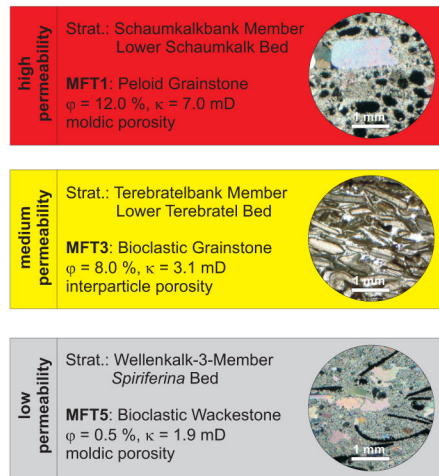 high
permeability
Strat.: Schaumkalkbank Member
Lower Schaumkalk Bed
MFT1: Peloid Grainstone
φ = 12.0 %, κ = 7.0 mD
moldic porosity
1 mm
medium
permeability
Strat.: Terebratelbank Member
Lower Terebratel Bed
MFT3: Bioclastic Grainstone
φ = 8.0 %, κ = 3.1 mD
interparticle porosity
1 mm
low
permeability
Strat.: Wellenkalk-3-Member
Spiriferina Bed
MFT5: Bioclastic Wackestone
φ = 0.5 %, κ = 1.9 mD
moldic porosity
1 mm